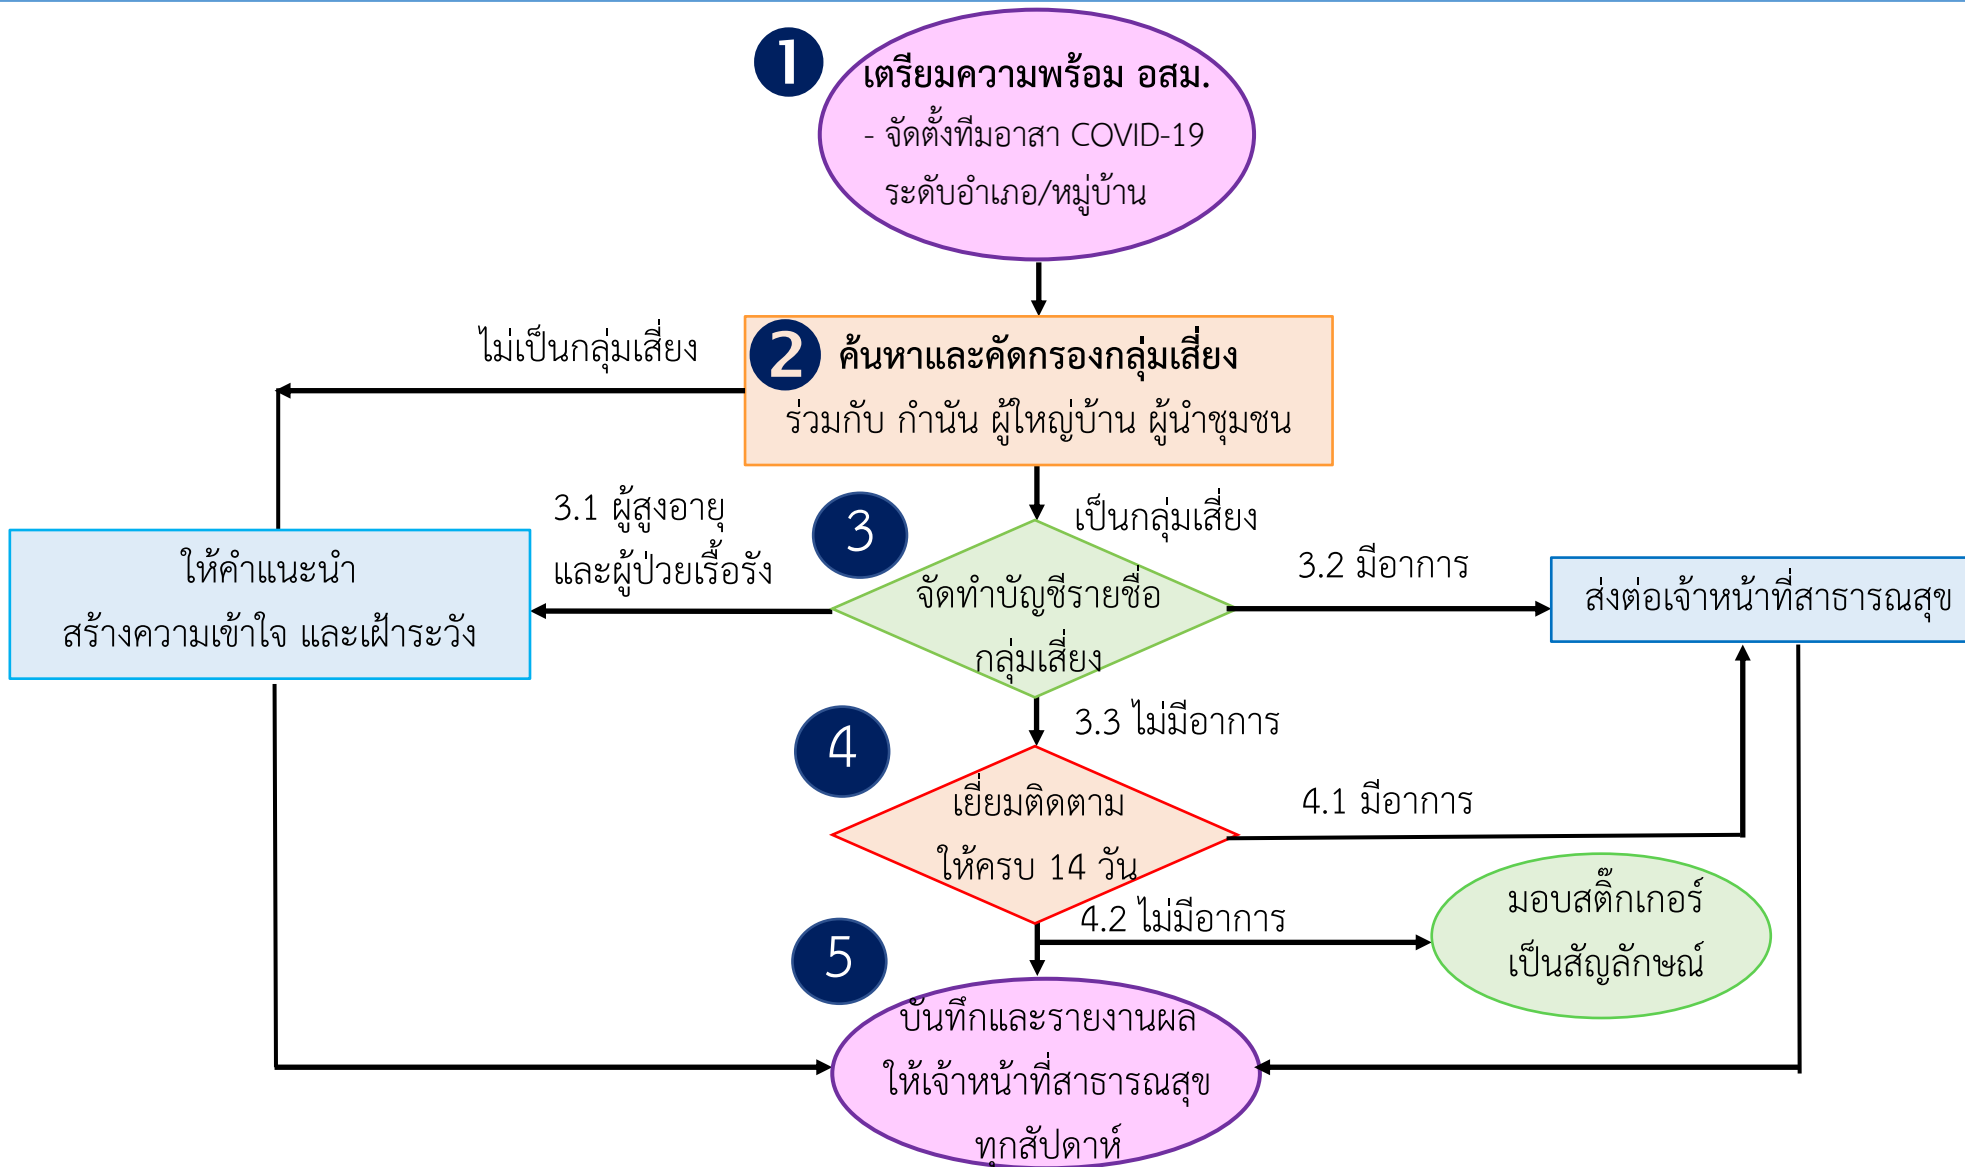 1
เตรียมความพร้อม อสม.
- จัดตั้งทีมอาสา COVID-19
ระดับอำเภอ/หมู่บ้าน
2
ค้นหาและคัดกรองกลุ่มเสี่ยง
ร่วมกับ กำนัน ผู้ใหญ่บ้าน ผู้นำชุมชน
ไม่เป็นกลุ่มเสี่ยง
เป็นกลุ่มเสี่ยง
3
จัดทำบัญชีรายชื่อ
กลุ่มเสี่ยง
3.1 ผู้สูงอายุ
และผู้ป่วยเรื้อรัง
ให้คำแนะนำ
สร้างความเข้าใจ และเฝ้าระวัง
3.2 มีอาการ
ส่งต่อเจ้าหน้าที่สาธารณสุข
3.3 ไม่มีอาการ
4
เยี่ยมติดตาม
ให้ครบ 14 วัน
4.1 มีอาการ
4.2 ไม่มีอาการ
มอบสติ๊กเกอร์
เป็นสัญลักษณ์
5
บันทึกและรายงานผล
ให้เจ้าหน้าที่สาธารณสุข
ทุกสัปดาห์